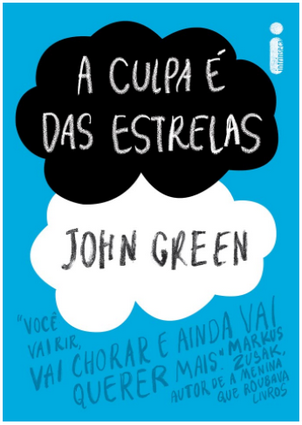 intrínseca
A CULPA É
DAS ESTRELAS
JOHN GREEN
"VOCÊ
VAI RIR,
VAI CHORAR E AINDA VAI
QUERER MAIS". MARKUS
ZUSAK,
AUTOR DE A MENINA
QUE ROUBAVA
LIVROS